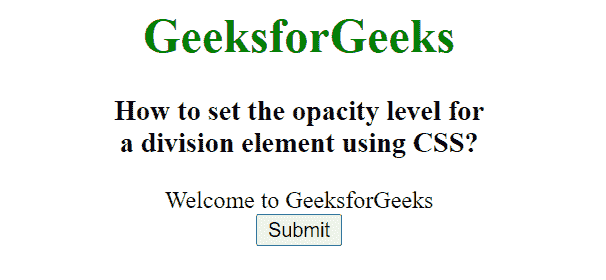 GeeksforGeeks
How to set the opacity level for
a division element using CSS?
Welcome to GeeksforGeeks
Submit